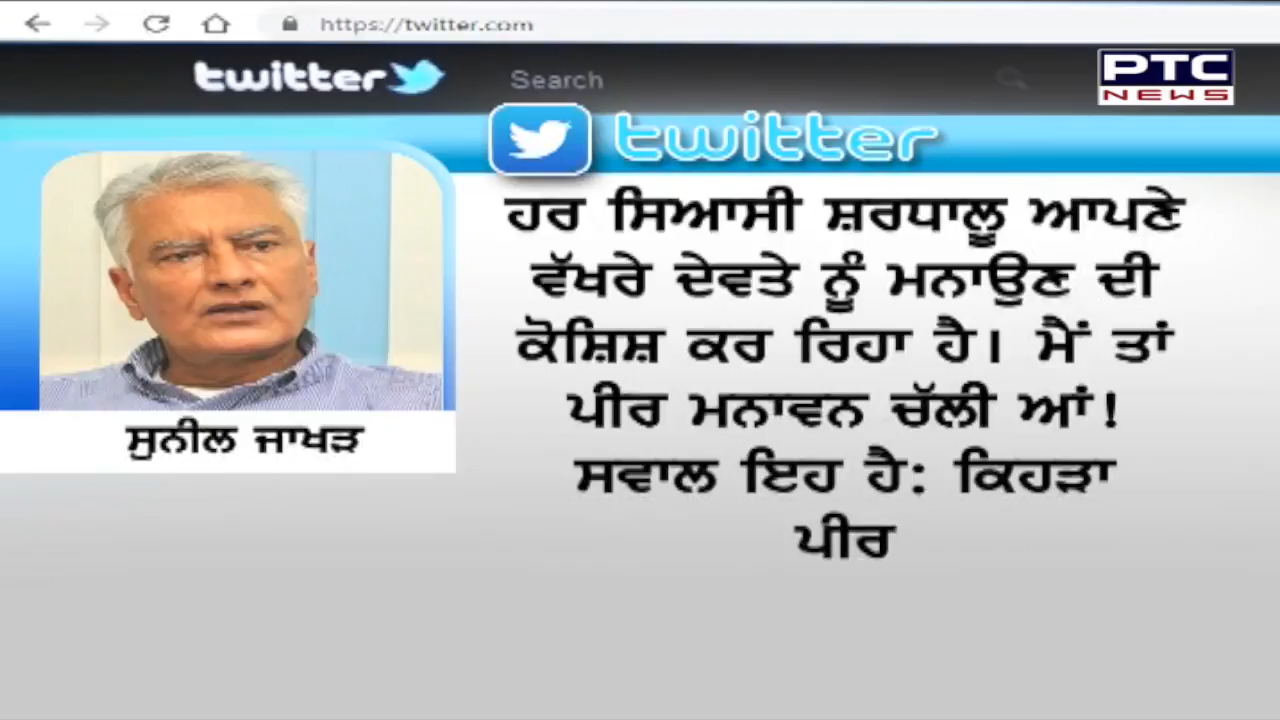 https://twitter.com
twitter
Search
PTC
NEWS
twitter
ਹਰ ਸਿਆਸੀ ਸ਼ਰਧਾਲੂ ਆਪਣੇ
ਵੱਖਰੇ ਦੇਵਤੇ ਨੂੰ ਮਨਾਉਣ ਦੀ
ਕੋਸ਼ਿਸ਼ ਕਰ ਰਿਹਾ ਹੈ। ਮੈਂ ਤਾਂ
ਪੀਰ ਮਨਾਵਨ ਚੱਲੀ ਆਂ!
ਸਵਾਲ ਇਹ ਹੈ: ਕਿਹੜਾ
ਪੀਰ
ਸੁਨੀਲ ਜਾਖੜ